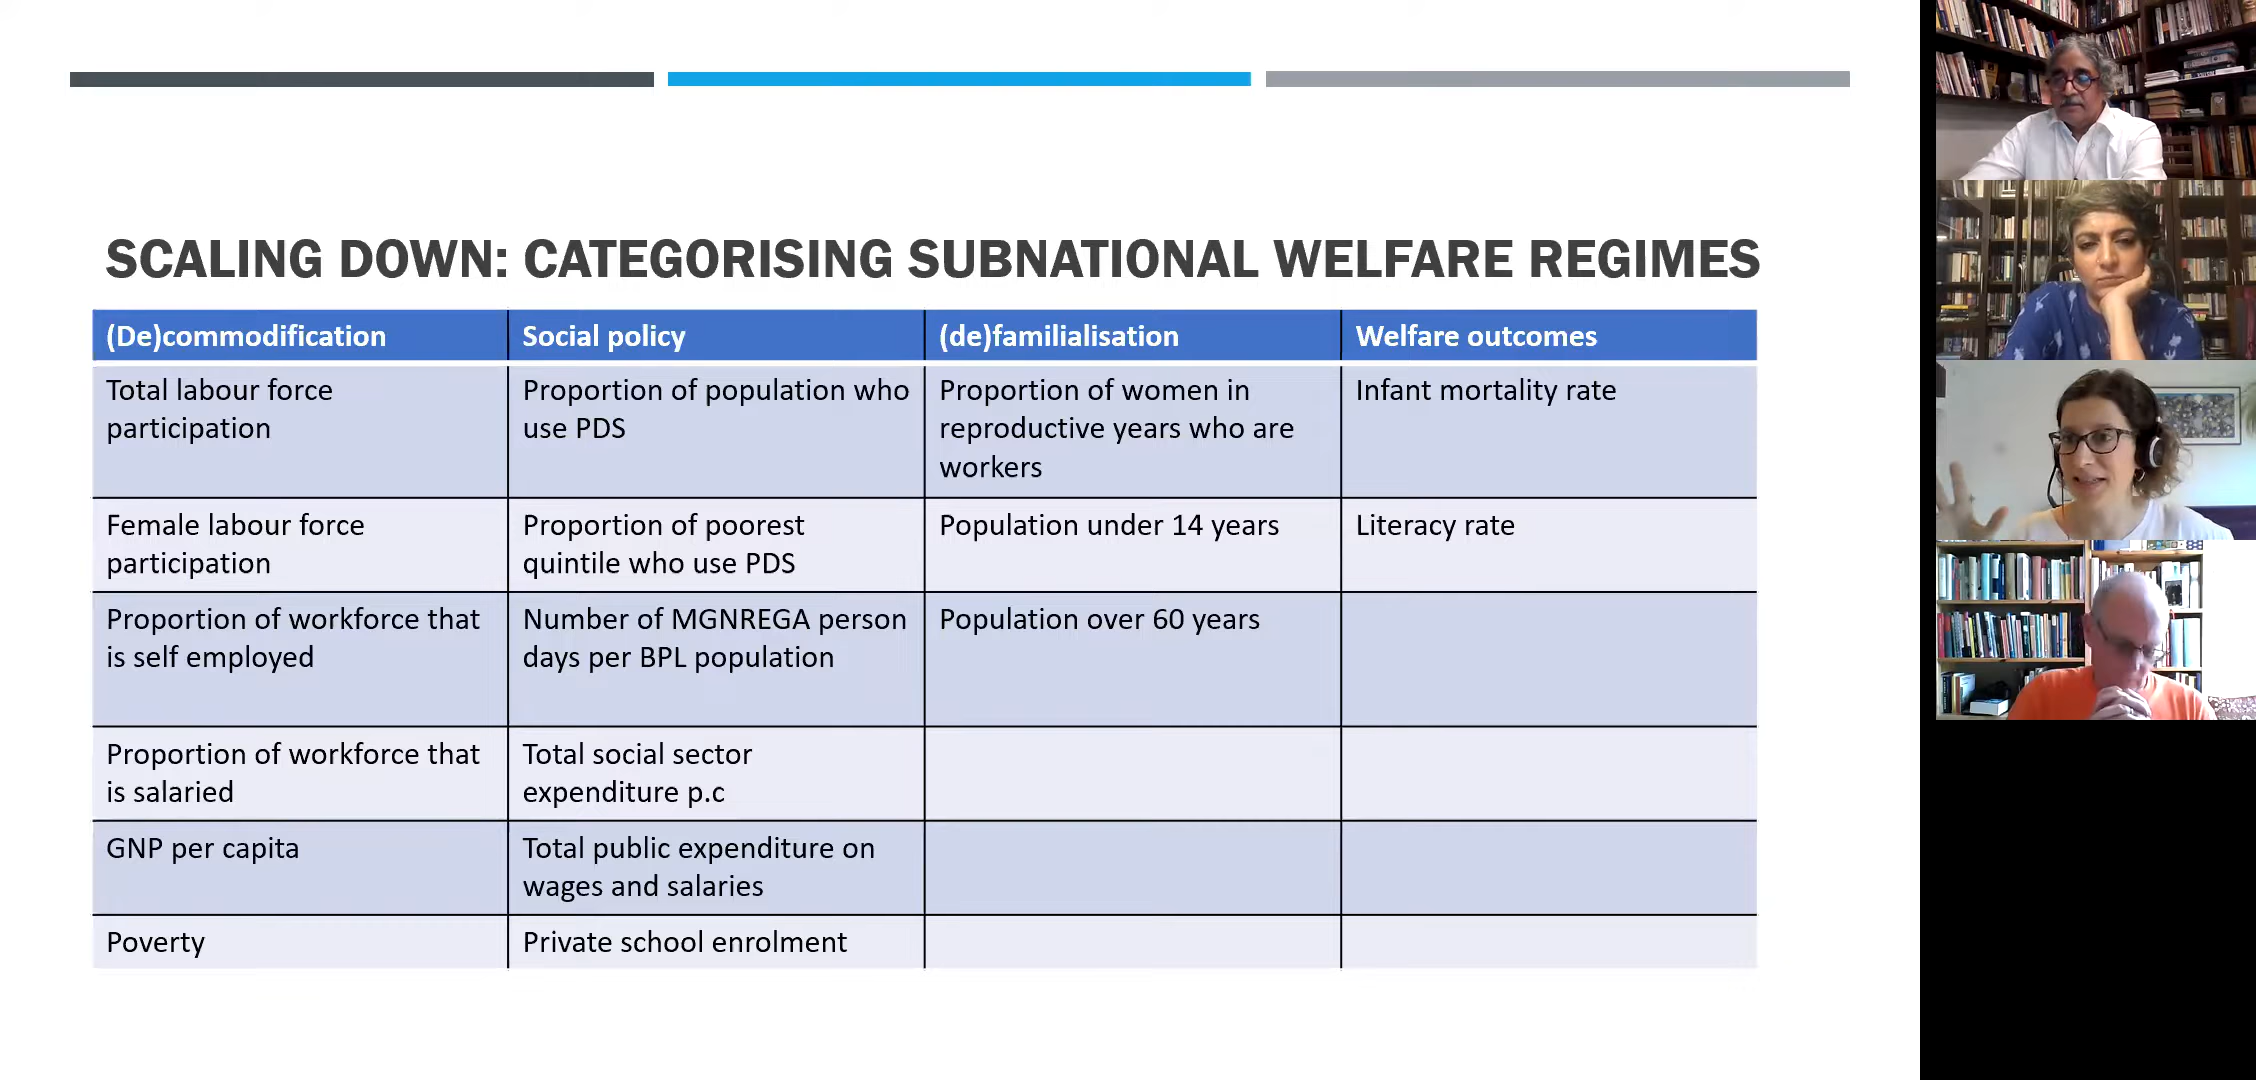 SCALING DOWN: CATEGORISING SUBNATIONAL WELFARE REGIMES
(De)commodification
Social policy
(de)familialisation
Welfare outcomes
Total labour force
participation
Proportion of population who
use PDS
Proportion of women in
reproductive years who are
workers
Infant mortality rate
Female labour force
participation
Proportion of poorest
quintile who use PDS
Population under 14 years
Literacy rate
Proportion of workforce that
is self employed
Number of MGNREGA person
days per BPL population
Population over 60 years
Proportion of workforce that
is salaried
Total social sector
expenditure p.c
GNP per capita
Total public expenditure on
wages and salaries
Poverty
Private school enrolment